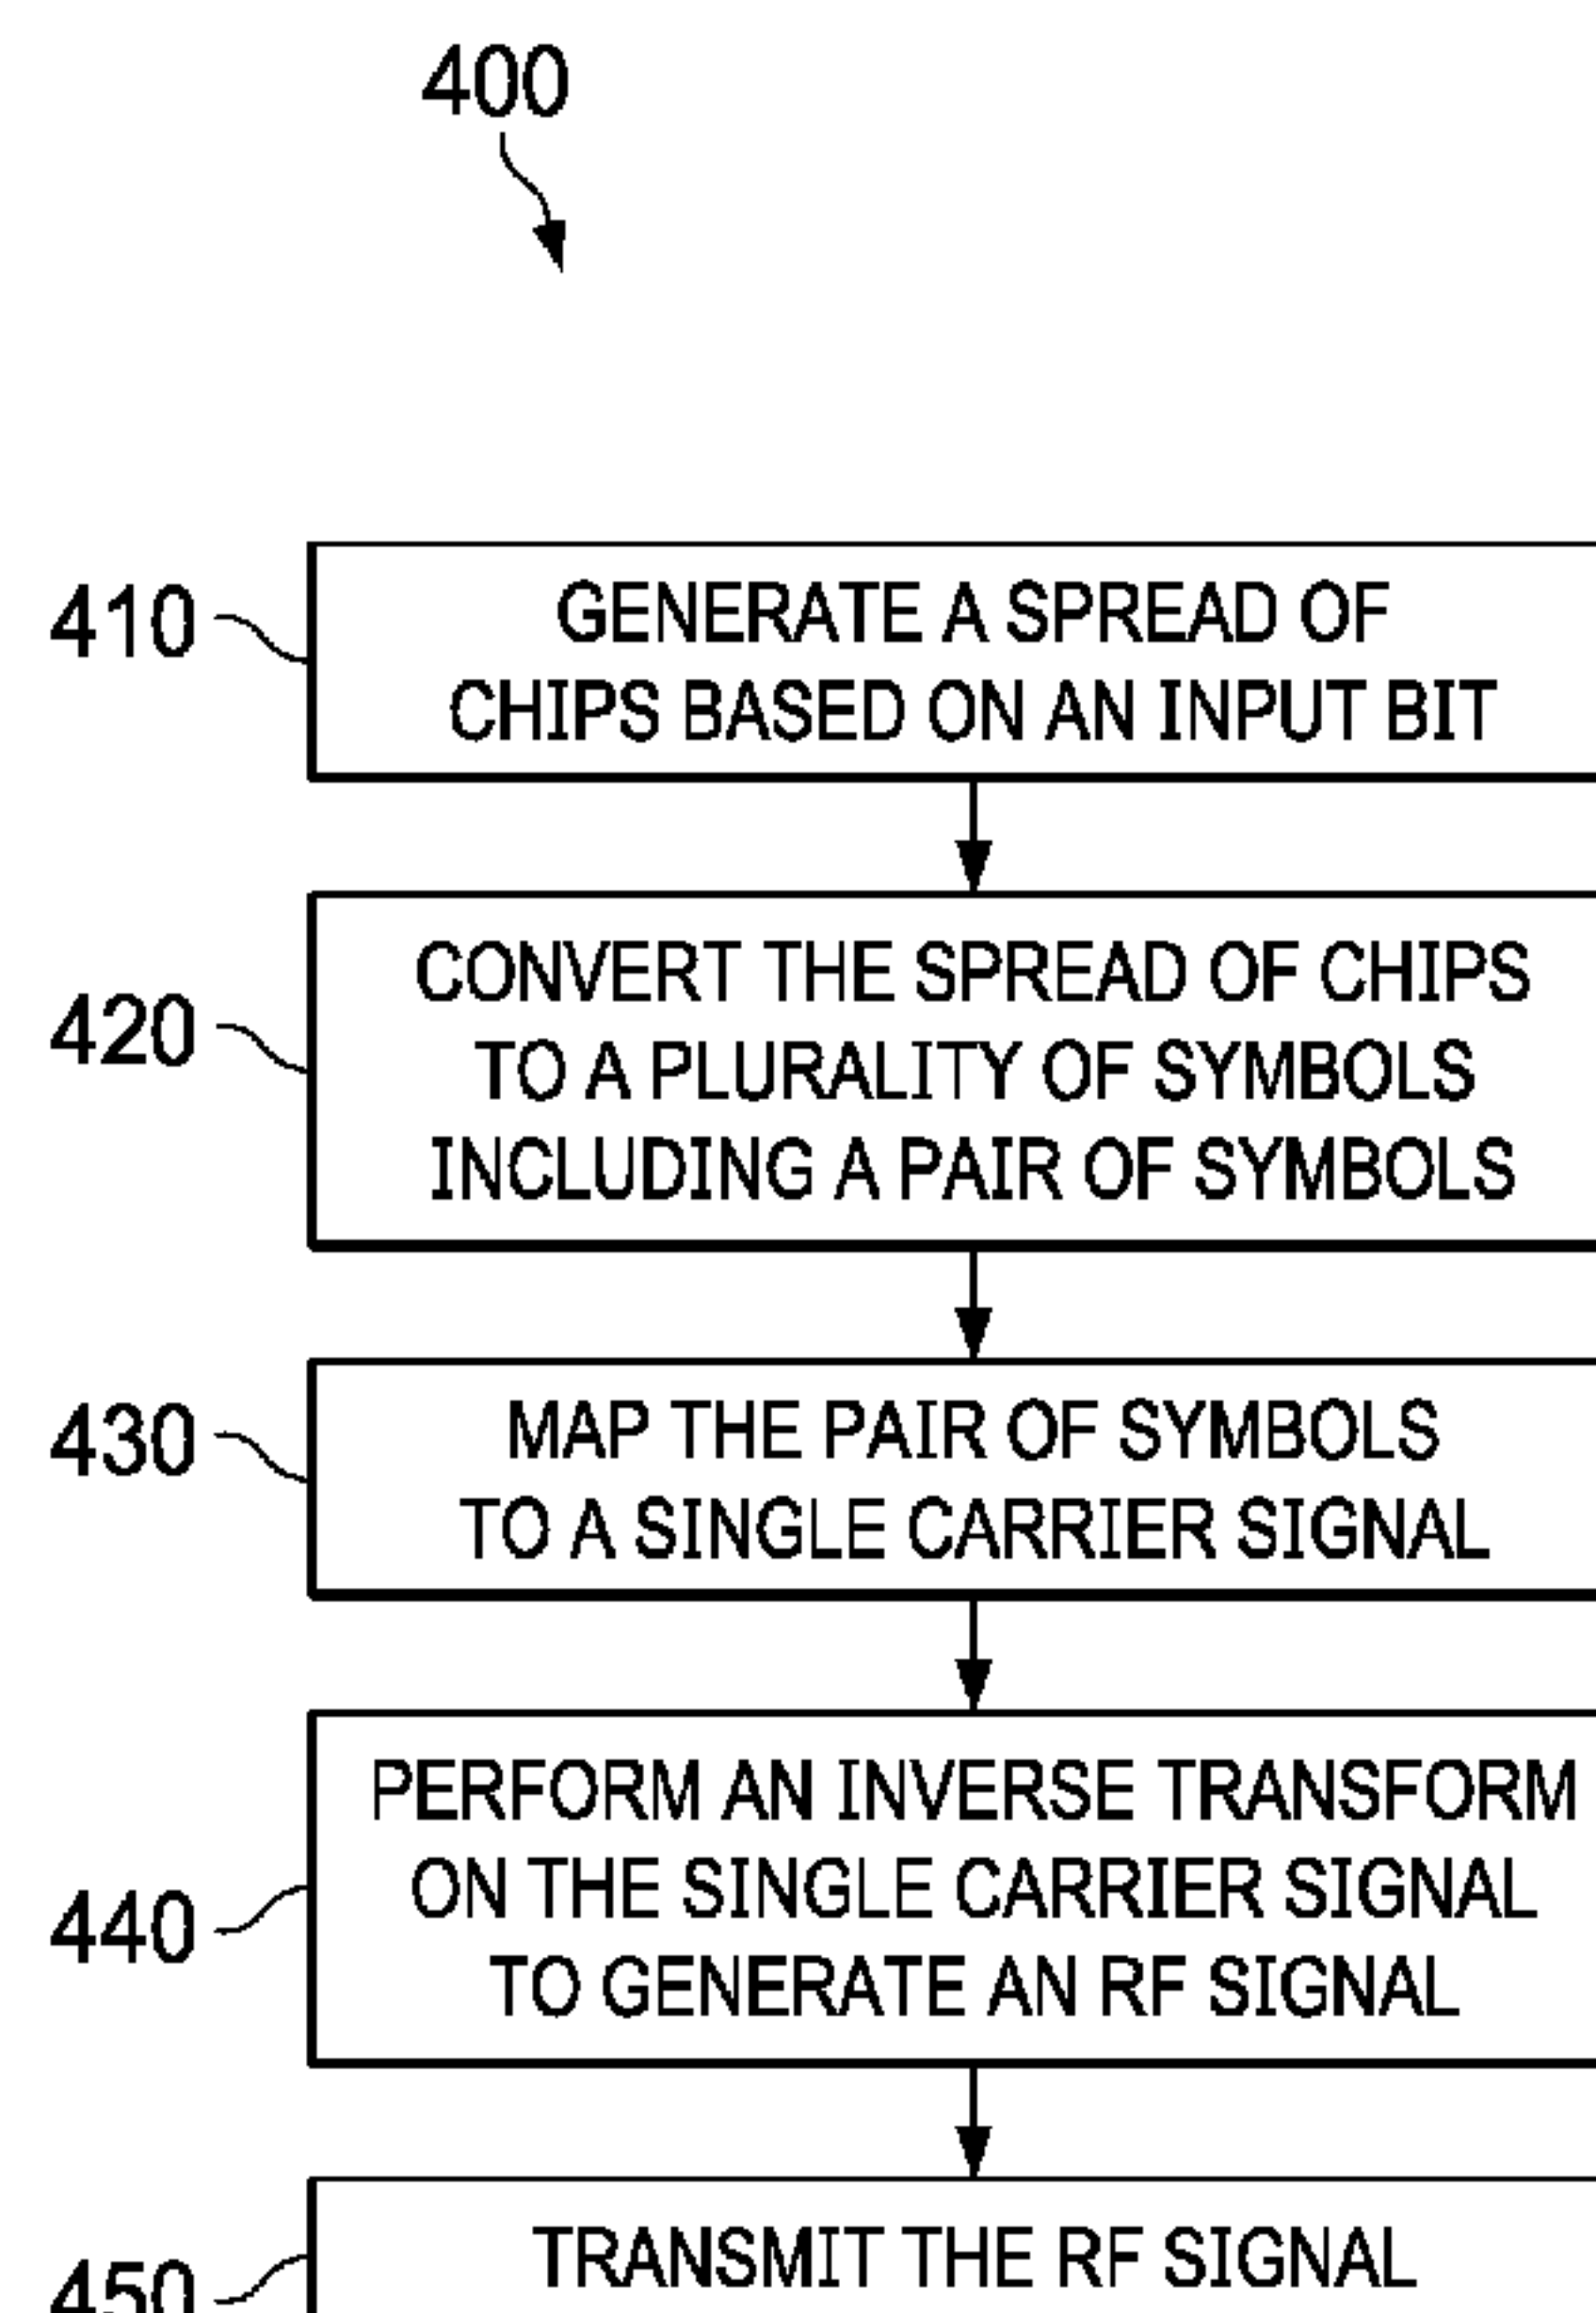 400
410
GENERATE A SPREAD OF
CHIPS BASED ON AN INPUT BIT
420
CONVERT THE SPREAD OF CHIPS
TO A PLURALITY OF SYMBOLS
INCLUDING A PAIR OF SYMBOLS
430
MAP THE PAIR OF SYMBOLS
TO A SINGLE CARRIER SIGNAL
440
PERFORM AN INVERSE TRANSFORM
ON THE SINGLE CARRIER SIGNAL
TO GENERATE AN RF SIGNAL
450
TRANSMIT THE RF SIGNAL